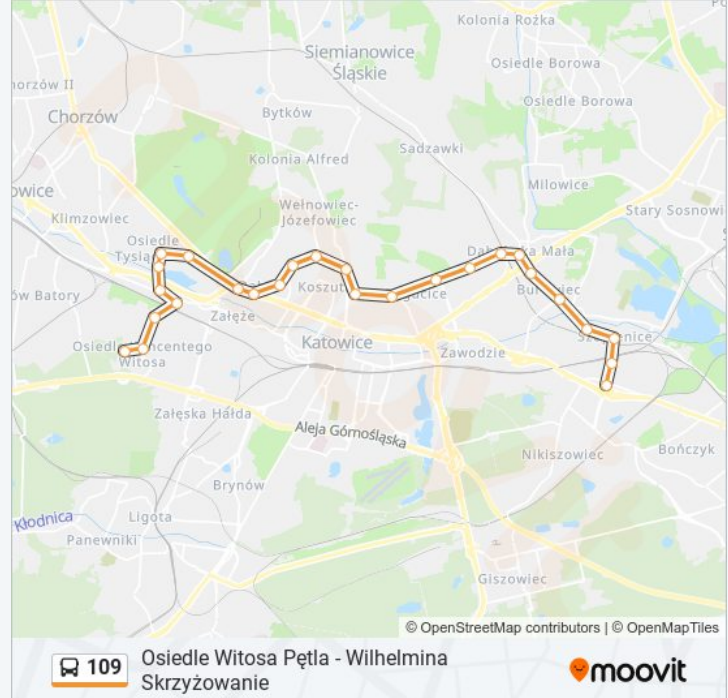 Kolonia Rożka
Siemianowice
Śląskie
Osiedle Borowa
Osiedle Borowa
Chorzów
Bytków
Sadzawki
Kolonia Alfred
Milowice
Wełnowiec-
Józefowiec
Stary Sosnowi
Klimzowiec
Osiedle
Mała
Załęże
Katowice
Zawodzie
Witosa
Załęska Hałda
Aleja Górnośląska
Nikiszowiec
Bończyk
Brynów
Kłodnica
Ligota
Panewniki
Giszowiec
© OpenStreetMap contributors | © OpenMapTiles
109
Osiedle Witosa Pętla - Wilhelmina
Skrzyżowanie
moovit